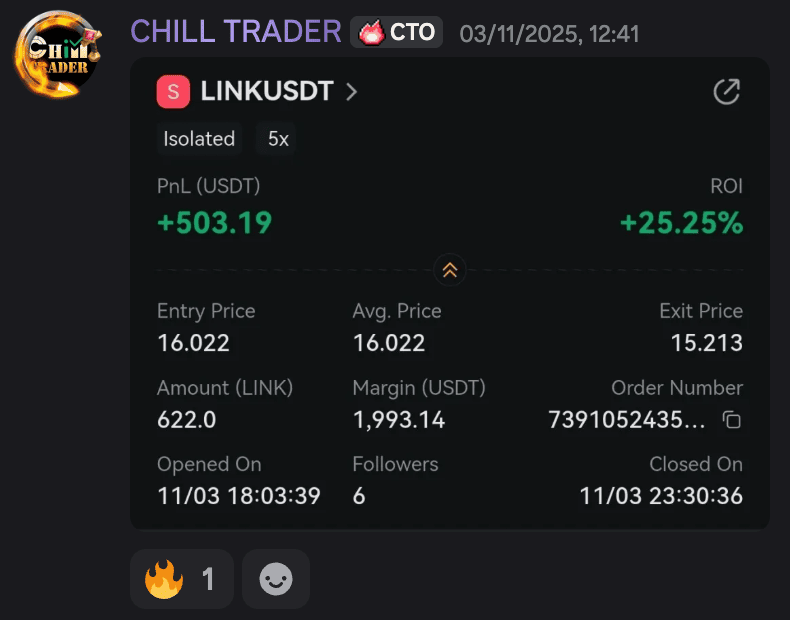 CHILL TRADER CTO 03/11/2025, 12:41
CHILL
TRADER
S LINKUSDT
Isolated 5x
PnL (USDT) ROI
+503.19 +25.25%
Entry Price Avg. Price Exit Price
16.022 16.022 15.213
Amount (LINK) Margin (USDT) Order Number
622.0 1,993.14 7391052435...
Opened On Followers Closed On
11/03 18:03:39 6 11/03 23:30:36
1